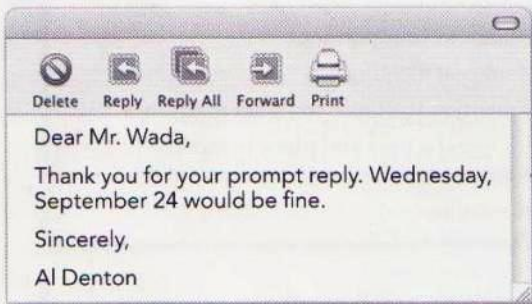 Delete Reply Reply All Forward Print
Dear Mr. Wada,
Thank you for your prompt reply. Wednesday,
September 24 would be fine.
Sincerely,
Al Denton